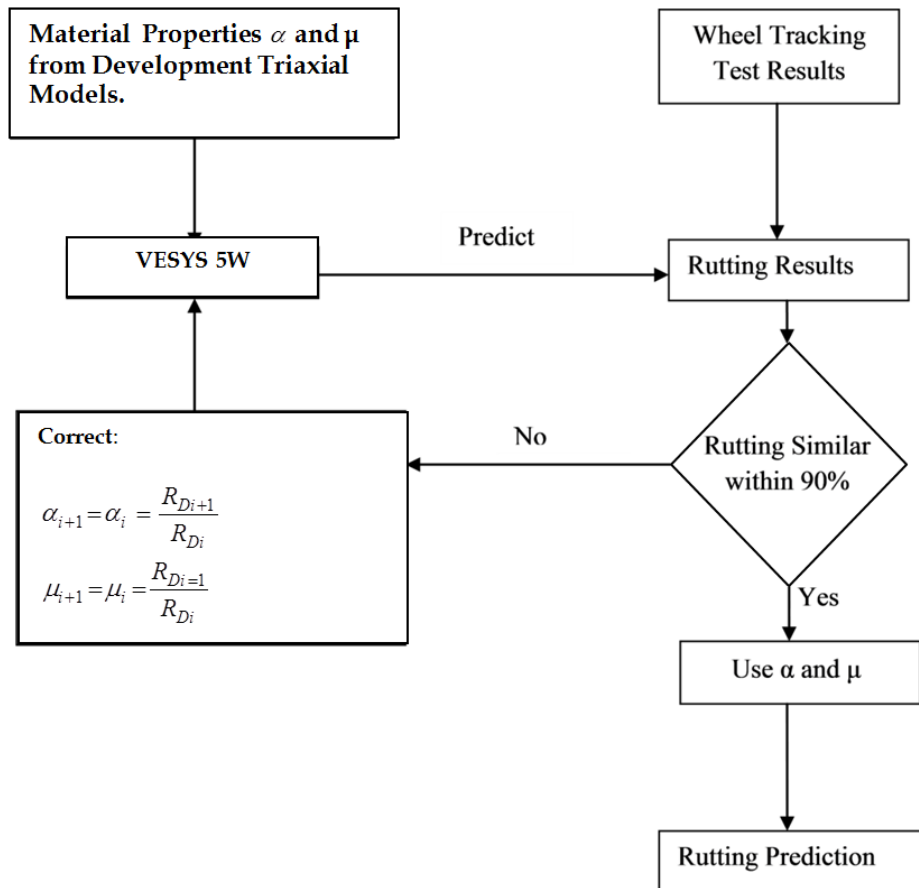 Material Properties α and μ
from Development Triaxial
Models.
Wheel Tracking
Test Results
VESYS 5W
Predict
Rutting Results
Correct:
α_{i+1}=α_i = \frac{R_{Di+1}}{R_{Di}}
μ_{i+1}=μ_i=\frac{R_{Di=1}}{R_{Di}}
No
Rutting Similar
within 90%
Yes
Use α and μ
Rutting Prediction